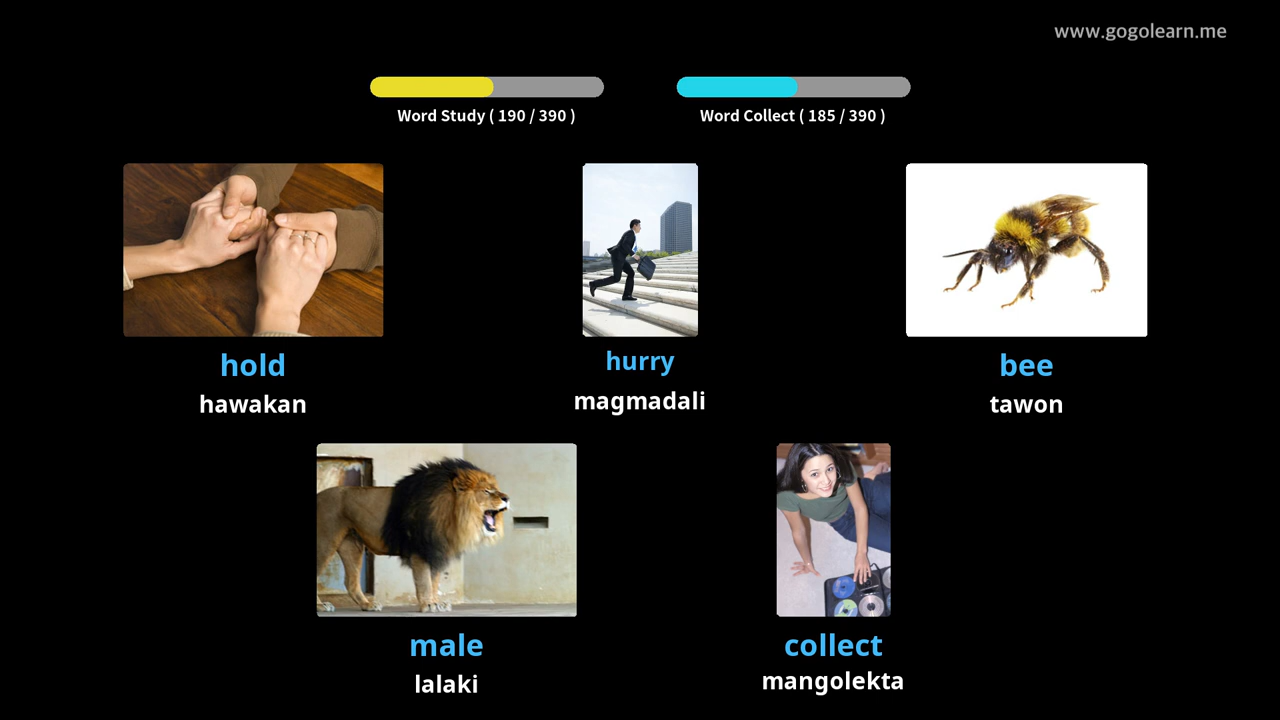 www.gogolearn.me
Word Study ( 190 / 390 )
Word Collect ( 185 / 390 )
hold
hawakan
hurry
magmadali
bee
tawon
male
lalaki
collect
mangolekta